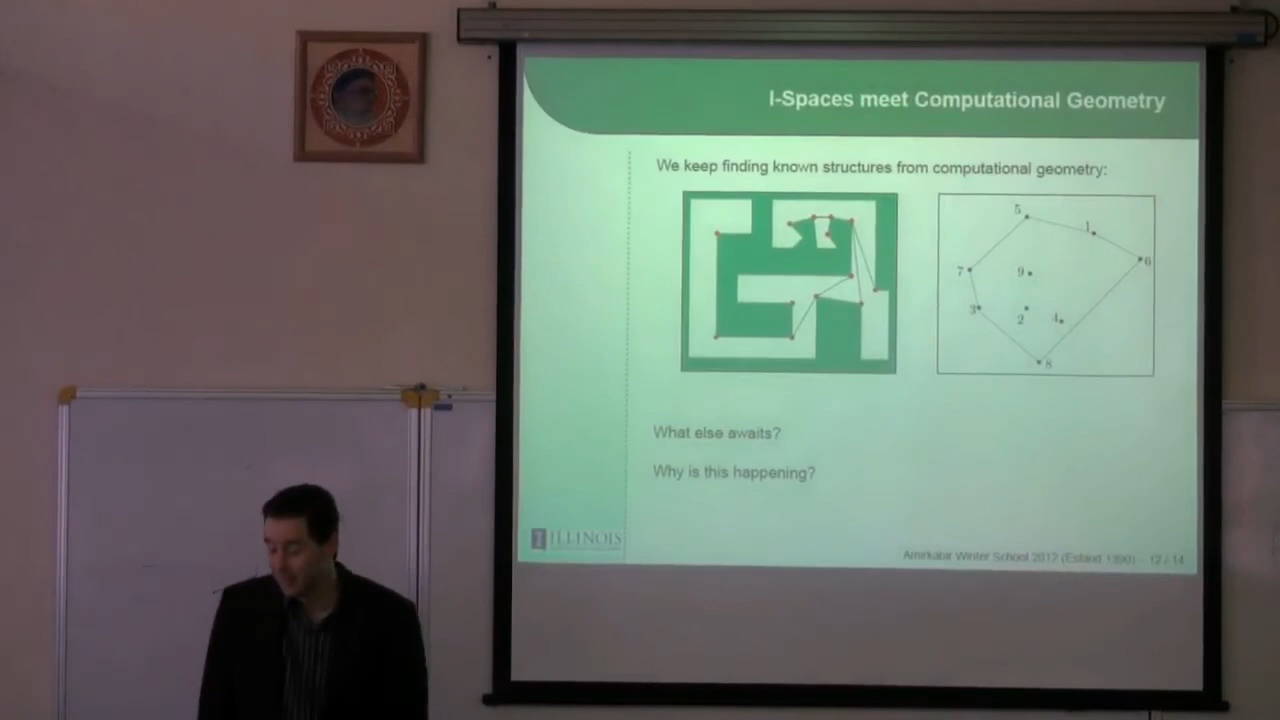 I-Spaces meet Computational Geometry
We keep finding known structures from computational geometry:
5
1
6
7
9
3
2
4
8
What else awaits?
Why is this happening?
I ILLINOIS
Amirkabir Winter School 2012 (Esfand 1390) – 12 / 14